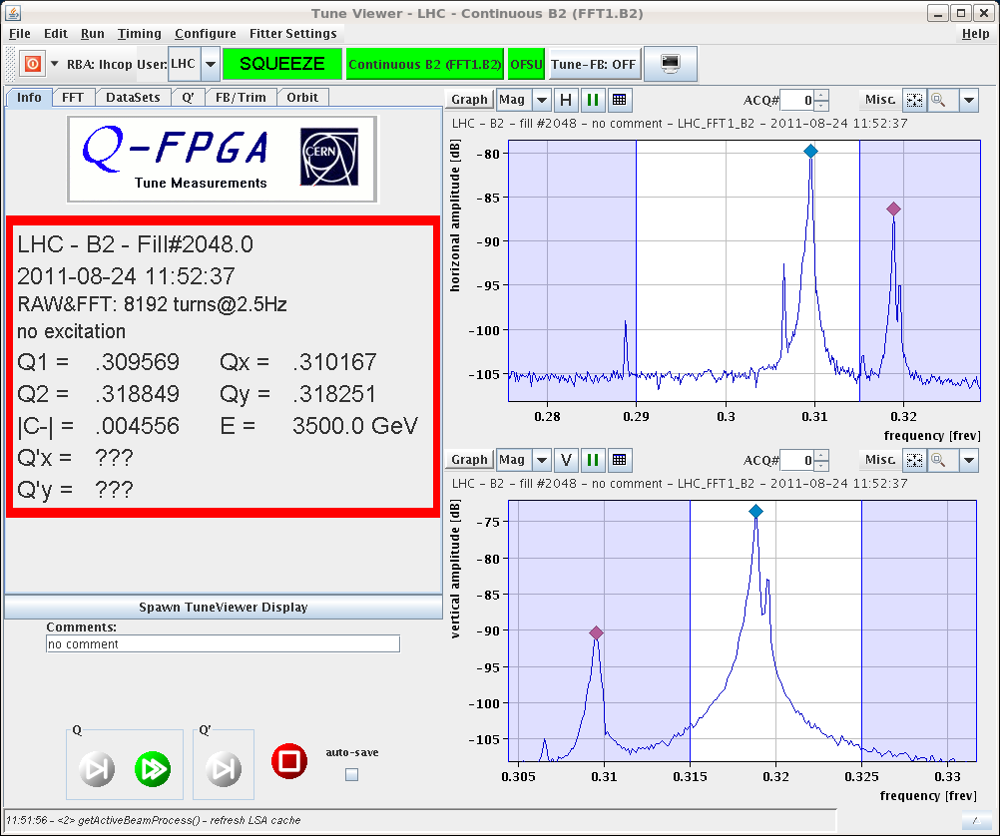 Tune Viewer - LHC - Continuous B2 (FFT1.B2)
File Edit Run Timing Configure Fitter Settings Help
RBA: lhcop User: LHC SQUEEZE Continuous B2 (FFT1.B2) OFSU Tune-FB: OFF
Info FFT DataSets Q' FB/Trim Orbit
Q-FPGA
Tune Measurements
CERN
LHC - B2 - Fill#2048.0
2011-08-24 11:52:37
RAW&FFT: 8192 turns@2.5Hz
no excitation
Q1 = .309569 Qx = .310167
Q2 = .318849 Qy = .318251
|C-| = .004556 E = 3500.0 GeV
Q'x = ???
Q'y = ???
Spawn TuneViewer Display
Comments:
no comment
Q
Q'
auto-save
Graph Mag H ACQ# 0 Misc.
LHC - B2 - fill #2048 - no comment - LHC_FFT1_B2 - 2011-08-24 11:52:37
horizonal amplitude [dB]
-80
-85
-90
-95
-100
-105
0.28 0.29 0.3 0.31 0.32
frequency [frev]
Graph Mag V ACQ# 0 Misc.
LHC - B2 - fill #2048 - no comment - LHC_FFT1_B2 - 2011-08-24 11:52:37
vertical amplitude [dB]
-75
-80
-85
-90
-95
-100
-105
0.305 0.31 0.315 0.32 0.325 0.33
frequency [frev]
11:51:56 - <2> getActiveBeamProcess() - refresh LSA cache